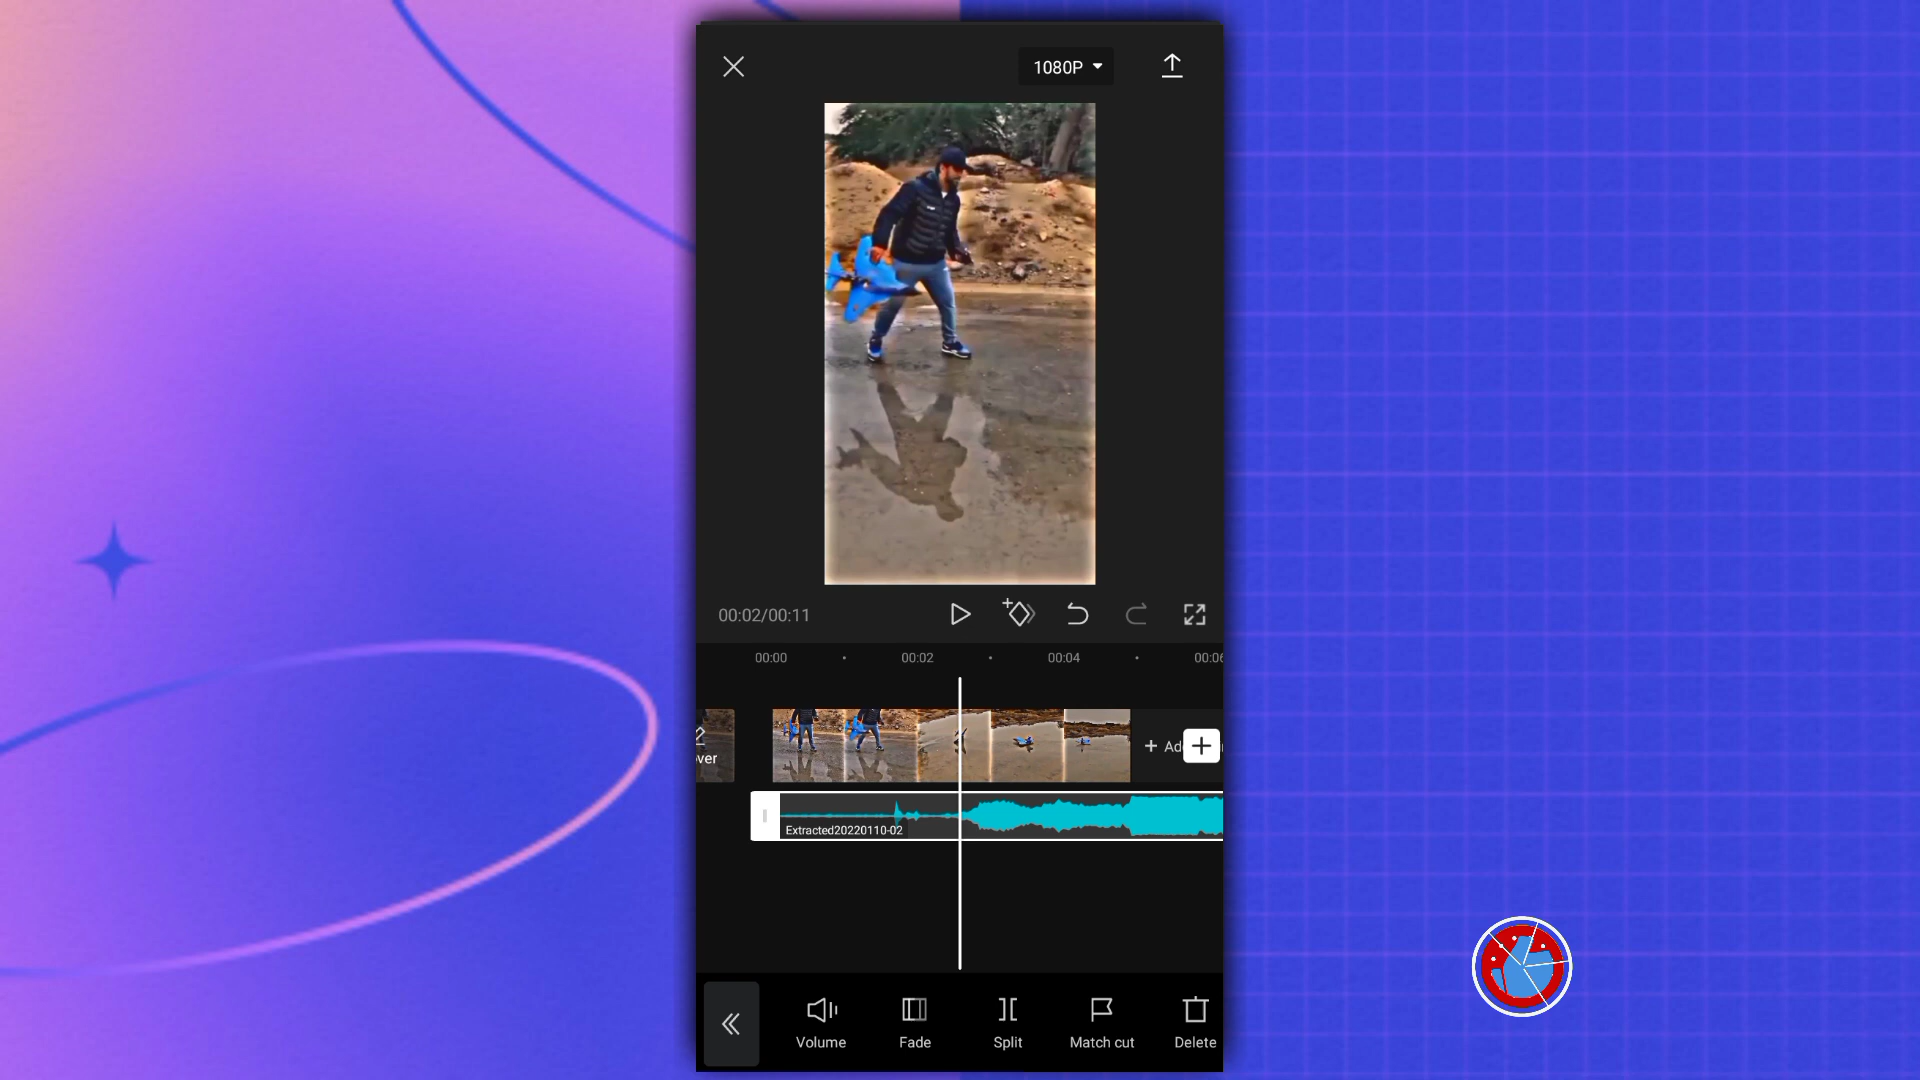 1080P
00:02/00:11
00:00
00:02
00:04
00:06
ver
+ Ad
Extracted20220110-02
Volume
Fade
Split
Match cut
Delete